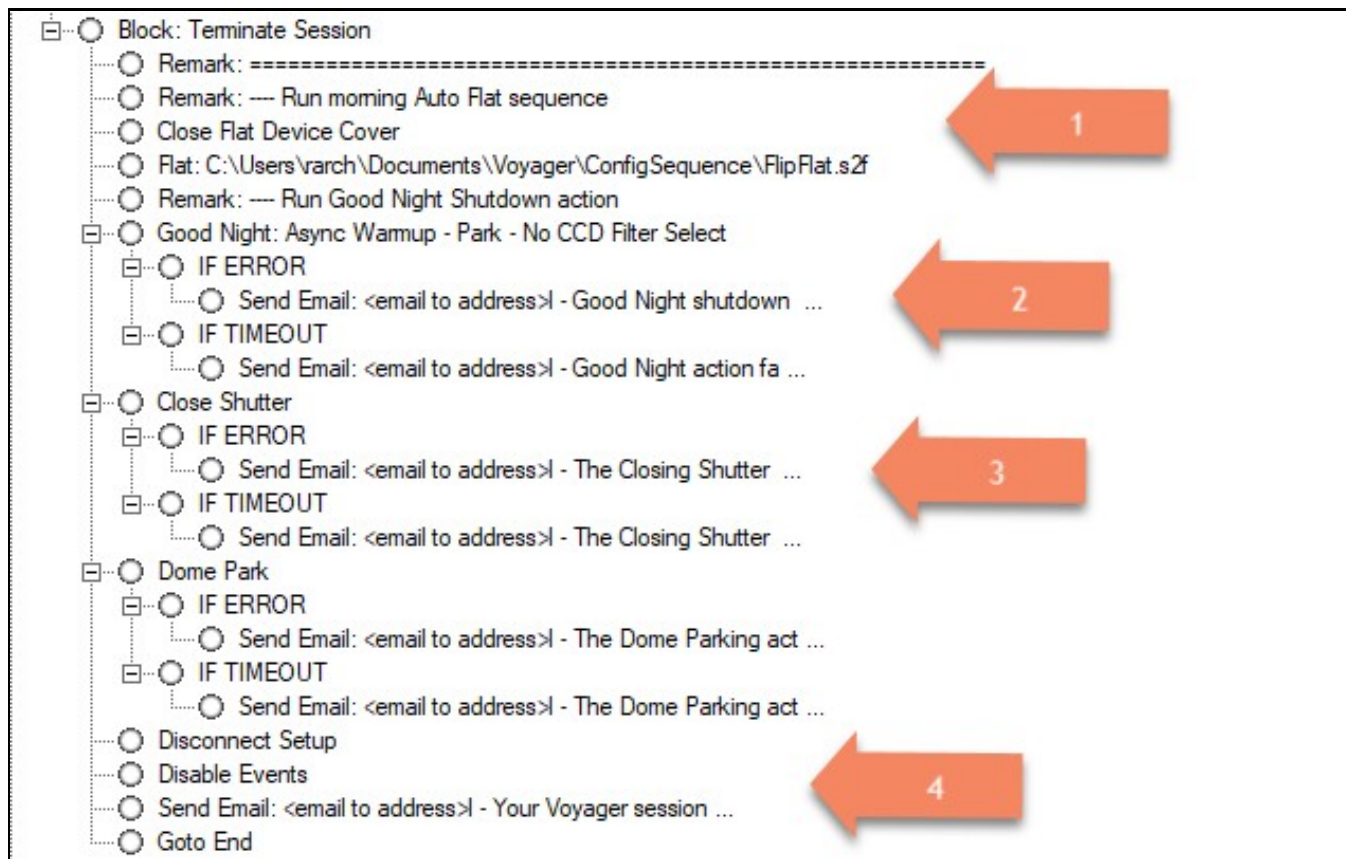 Block: Terminate Session
Remark: ==========================================================
Remark: ---- Run morning Auto Flat sequence
Close Flat Device Cover
Flat: C:\Users\rarch\Documents\Voyager\ConfigSequence\FlipFlat.s2f
Remark: ---- Run Good Night Shutdown action
Good Night: Async Warmup - Park - No CCD Filter Select
IF ERROR
Send Email: <email to address>l - Good Night shutdown ...
IF TIMEOUT
Send Email: <email to address>l - Good Night action fa ...
Close Shutter
IF ERROR
Send Email: <email to address>l - The Closing Shutter ...
IF TIMEOUT
Send Email: <email to address>l - The Closing Shutter ...
Dome Park
IF ERROR
Send Email: <email to address>l - The Dome Parking act ...
IF TIMEOUT
Send Email: <email to address>l - The Dome Parking act ...
Disconnect Setup
Disable Events
Send Email: <email to address>l - Your Voyager session ...
Goto End
1
2
3
4